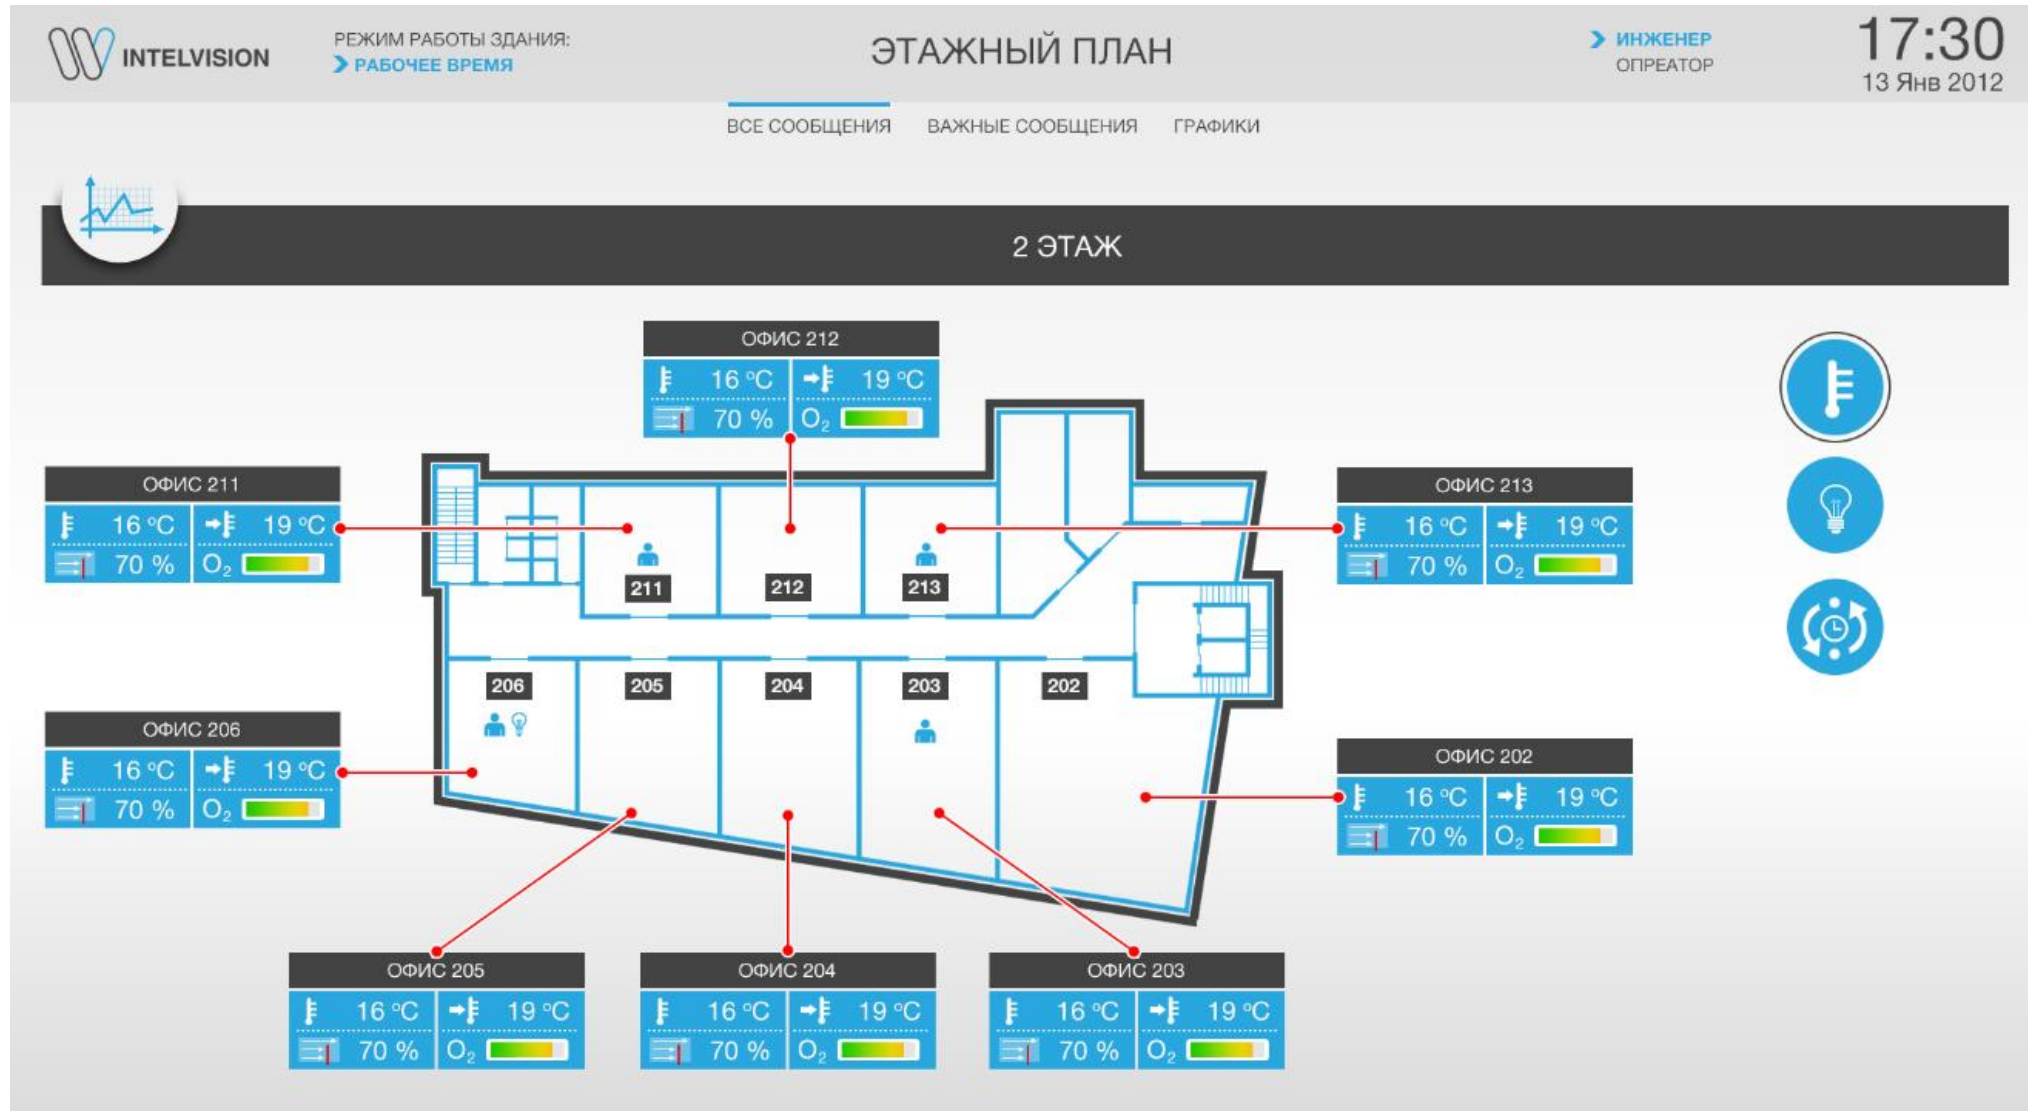 INTELVISION
РЕЖИМ РАБОТЫ ЗДАНИЯ:
РАБОЧЕЕ ВРЕМЯ
ЭТАЖНЫЙ ПЛАН
ИНЖЕНЕР
ОПРЕАТОР
17:30
13 Янв 2012
ВСЕ СООБЩЕНИЯ ВАЖНЫЕ СООБЩЕНИЯ ГРАФИКИ
2 ЭТАЖ
ОФИС 212
16 °C 19 °C
70 % O₂
ОФИС 211
16 °C 19 °C
70 % O₂
ОФИС 213
16 °C 19 °C
70 % O₂
211 212 213
206 205 204 203 202
ОФИС 206
16 °C 19 °C
70 % O₂
ОФИС 202
16 °C 19 °C
70 % O₂
ОФИС 205
16 °C 19 °C
70 % O₂
ОФИС 204
16 °C 19 °C
70 % O₂
ОФИС 203
16 °C 19 °C
70 % O₂